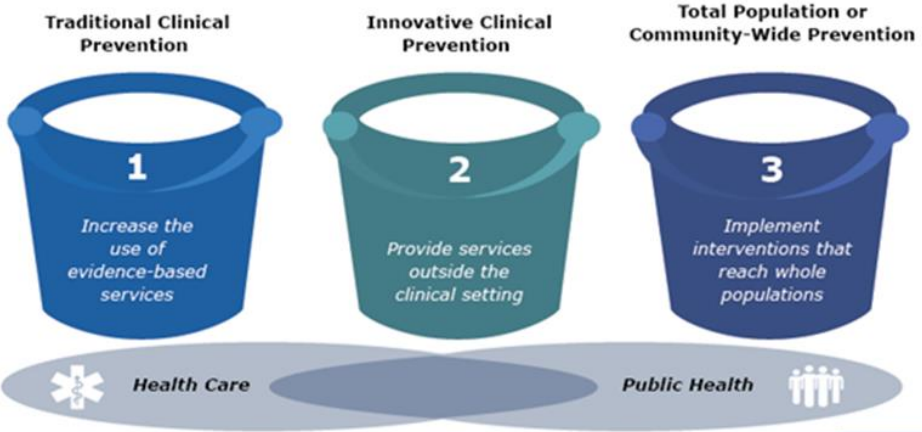 Traditional Clinical
Prevention
Innovative Clinical
Prevention
Total Population or
Community-Wide Prevention
1
Increase the
use of
evidence-based
services
2
Provide services
outside the
clinical setting
3
Implement
interventions that
reach whole
populations
Health Care
Public Health